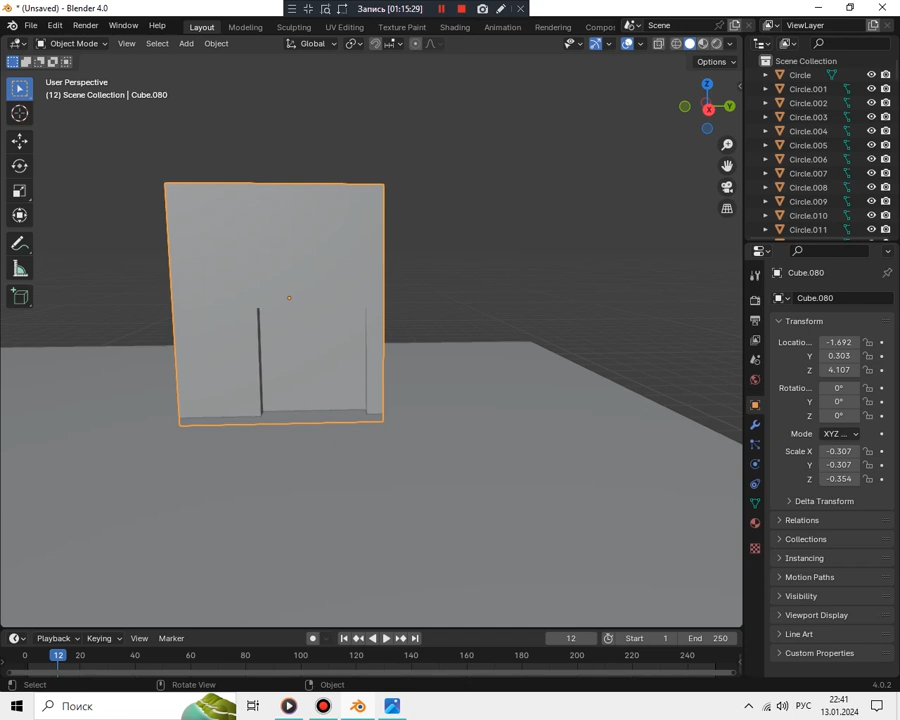 * (Unsaved) - Blender 4.0
Запись [01:15:29]
File Edit Render Window Help
Layout Modeling Sculpting UV Editing Texture Paint Shading Animation Rendering Compos
Scene ViewLayer
Object Mode View Select Add Object Global
Options
User Perspective
(12) Scene Collection | Cube.080
Z
Y
X
Scene Collection
Circle
Circle.001
Circle.002
Circle.003
Circle.004
Circle.005
Circle.006
Circle.007
Circle.008
Circle.009
Circle.010
Circle.011
Cube.080
Cube.080
Transform
Locatio... -1.692
Y 0.303
Z 4.107
Rotatio... 0°
Y 0°
Z 0°
Mode XYZ ...
Scale X -0.307
Y -0.307
Z -0.354
Delta Transform
Relations
Collections
Instancing
Motion Paths
Visibility
Viewport Display
Line Art
Custom Properties
Playback Keying View Marker 12 Start 1 End 250
0 12 20 40 60 80 100 120 140 160 180 200 220 240
Select Rotate View Object 4.0.2
Поиск РУС 22:41
13.01.2024